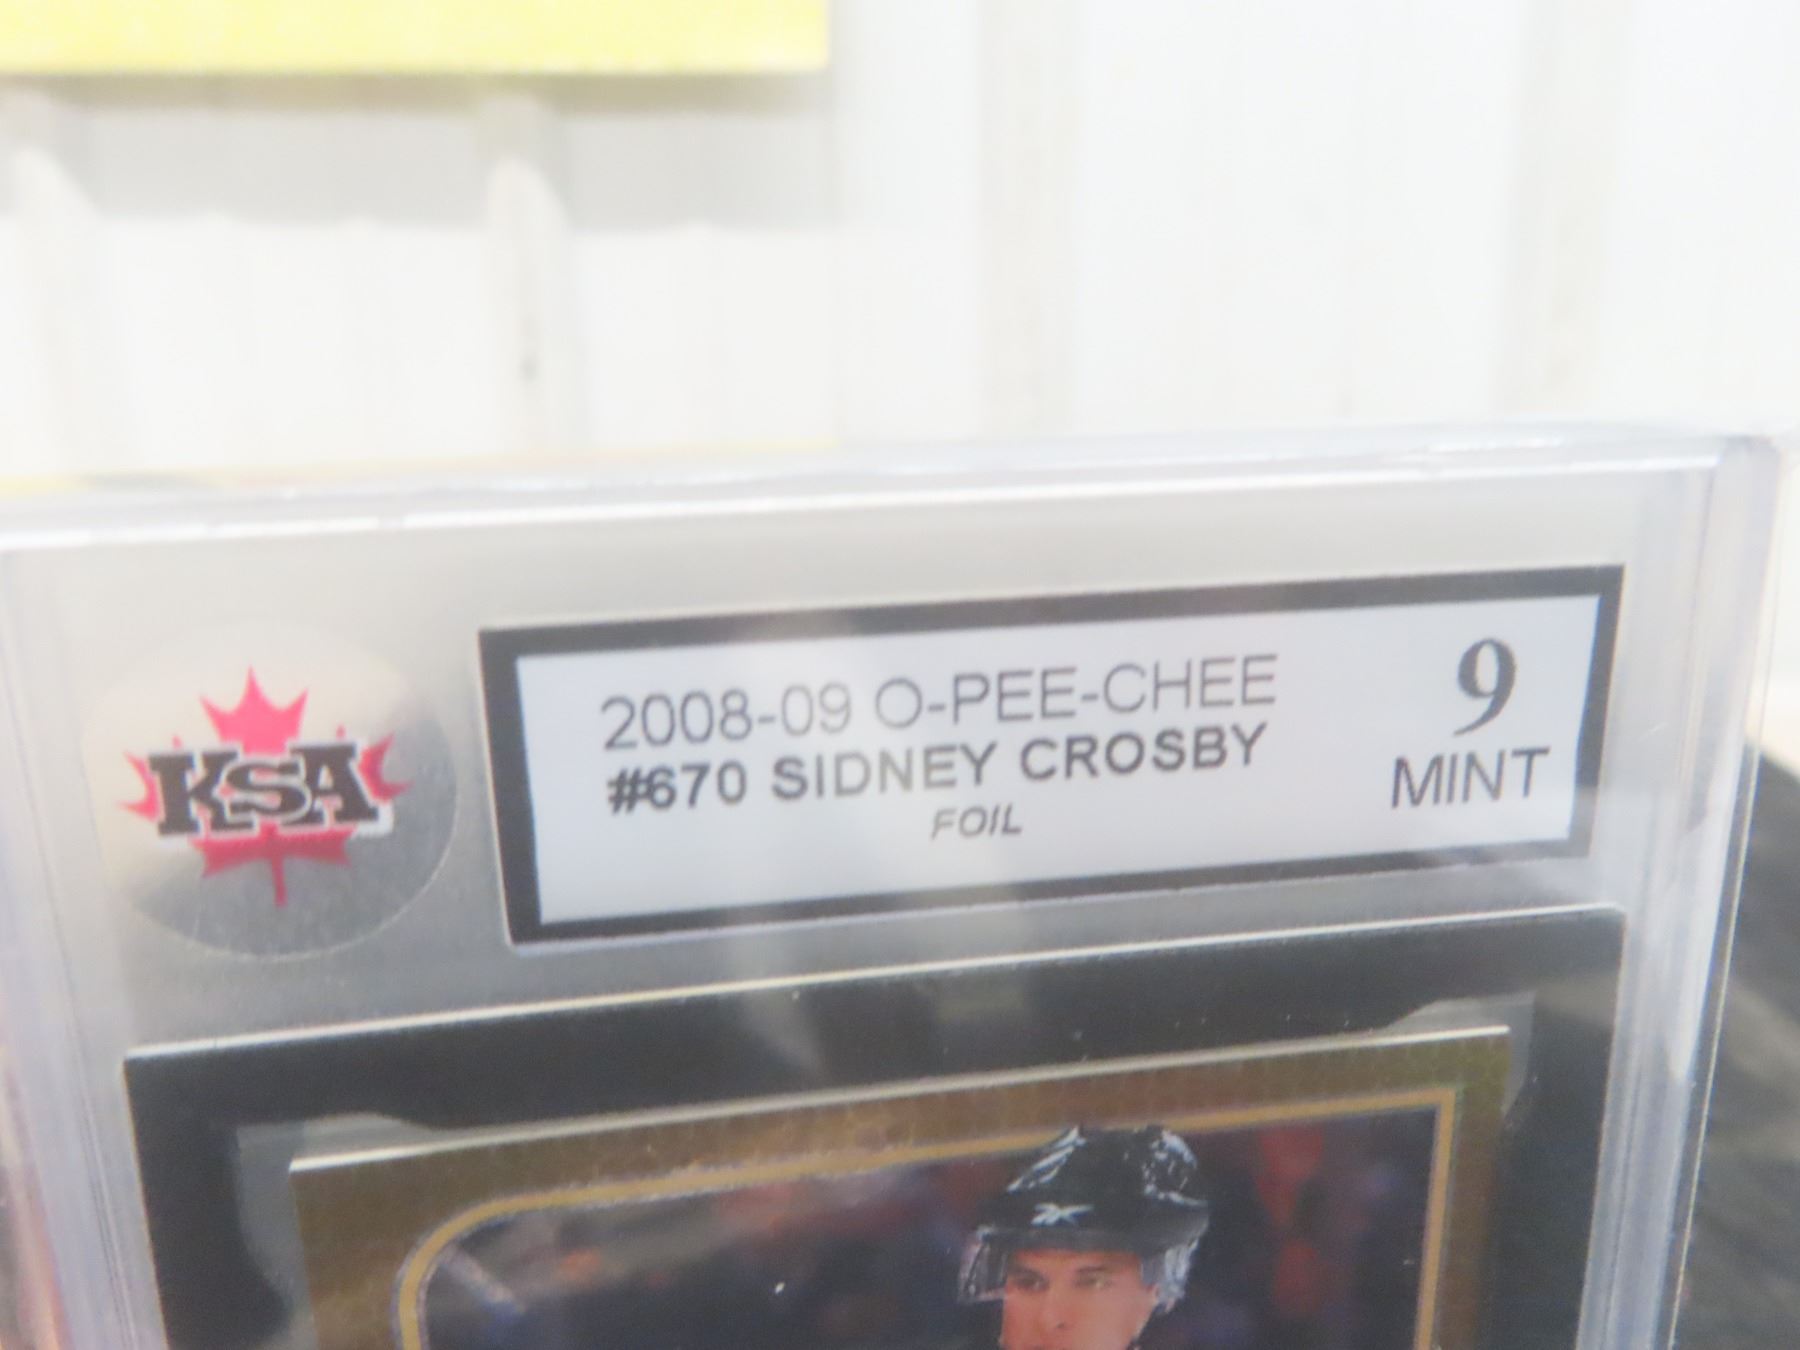 KSA
2008-09 O-PEE-CHEE
#670 SIDNEY CROSBY
FOIL
9
MINT